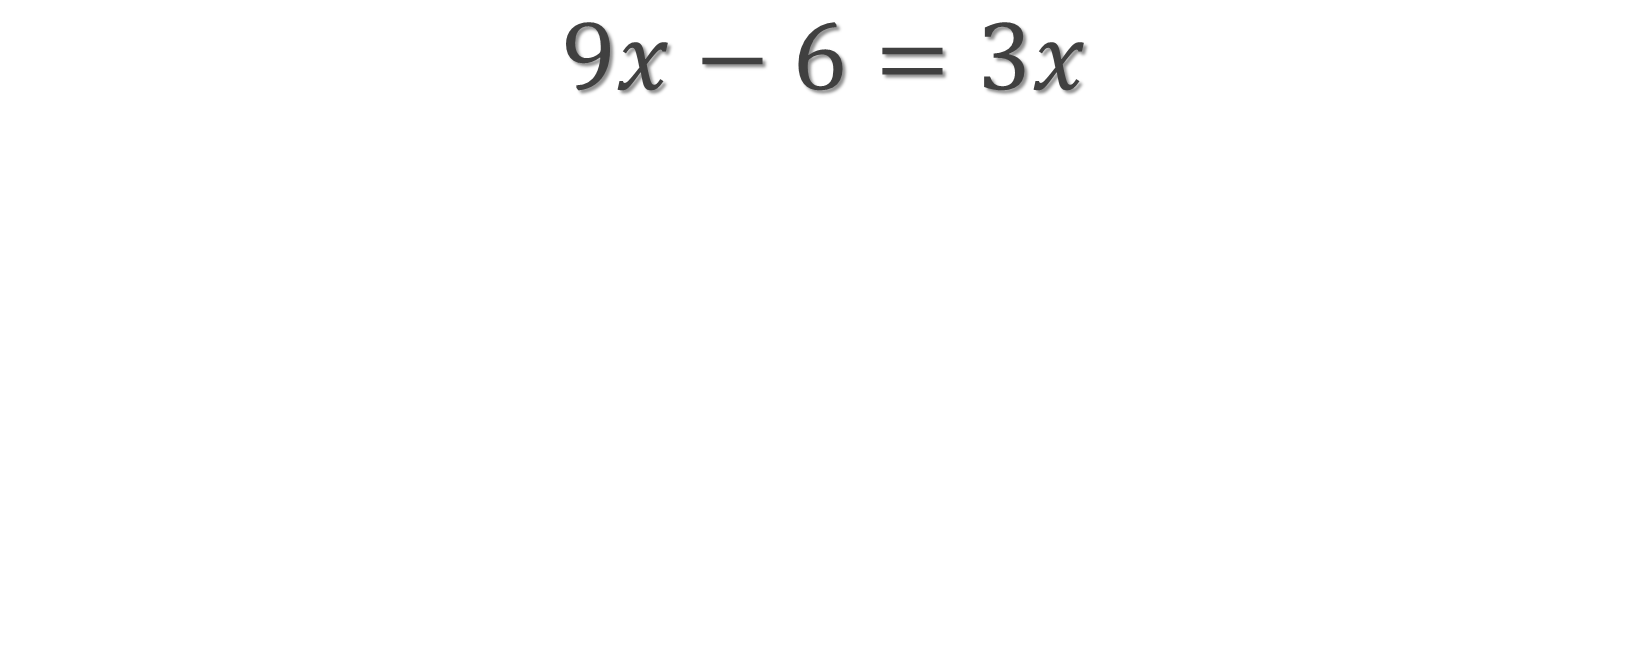 9x − 6 = 3x